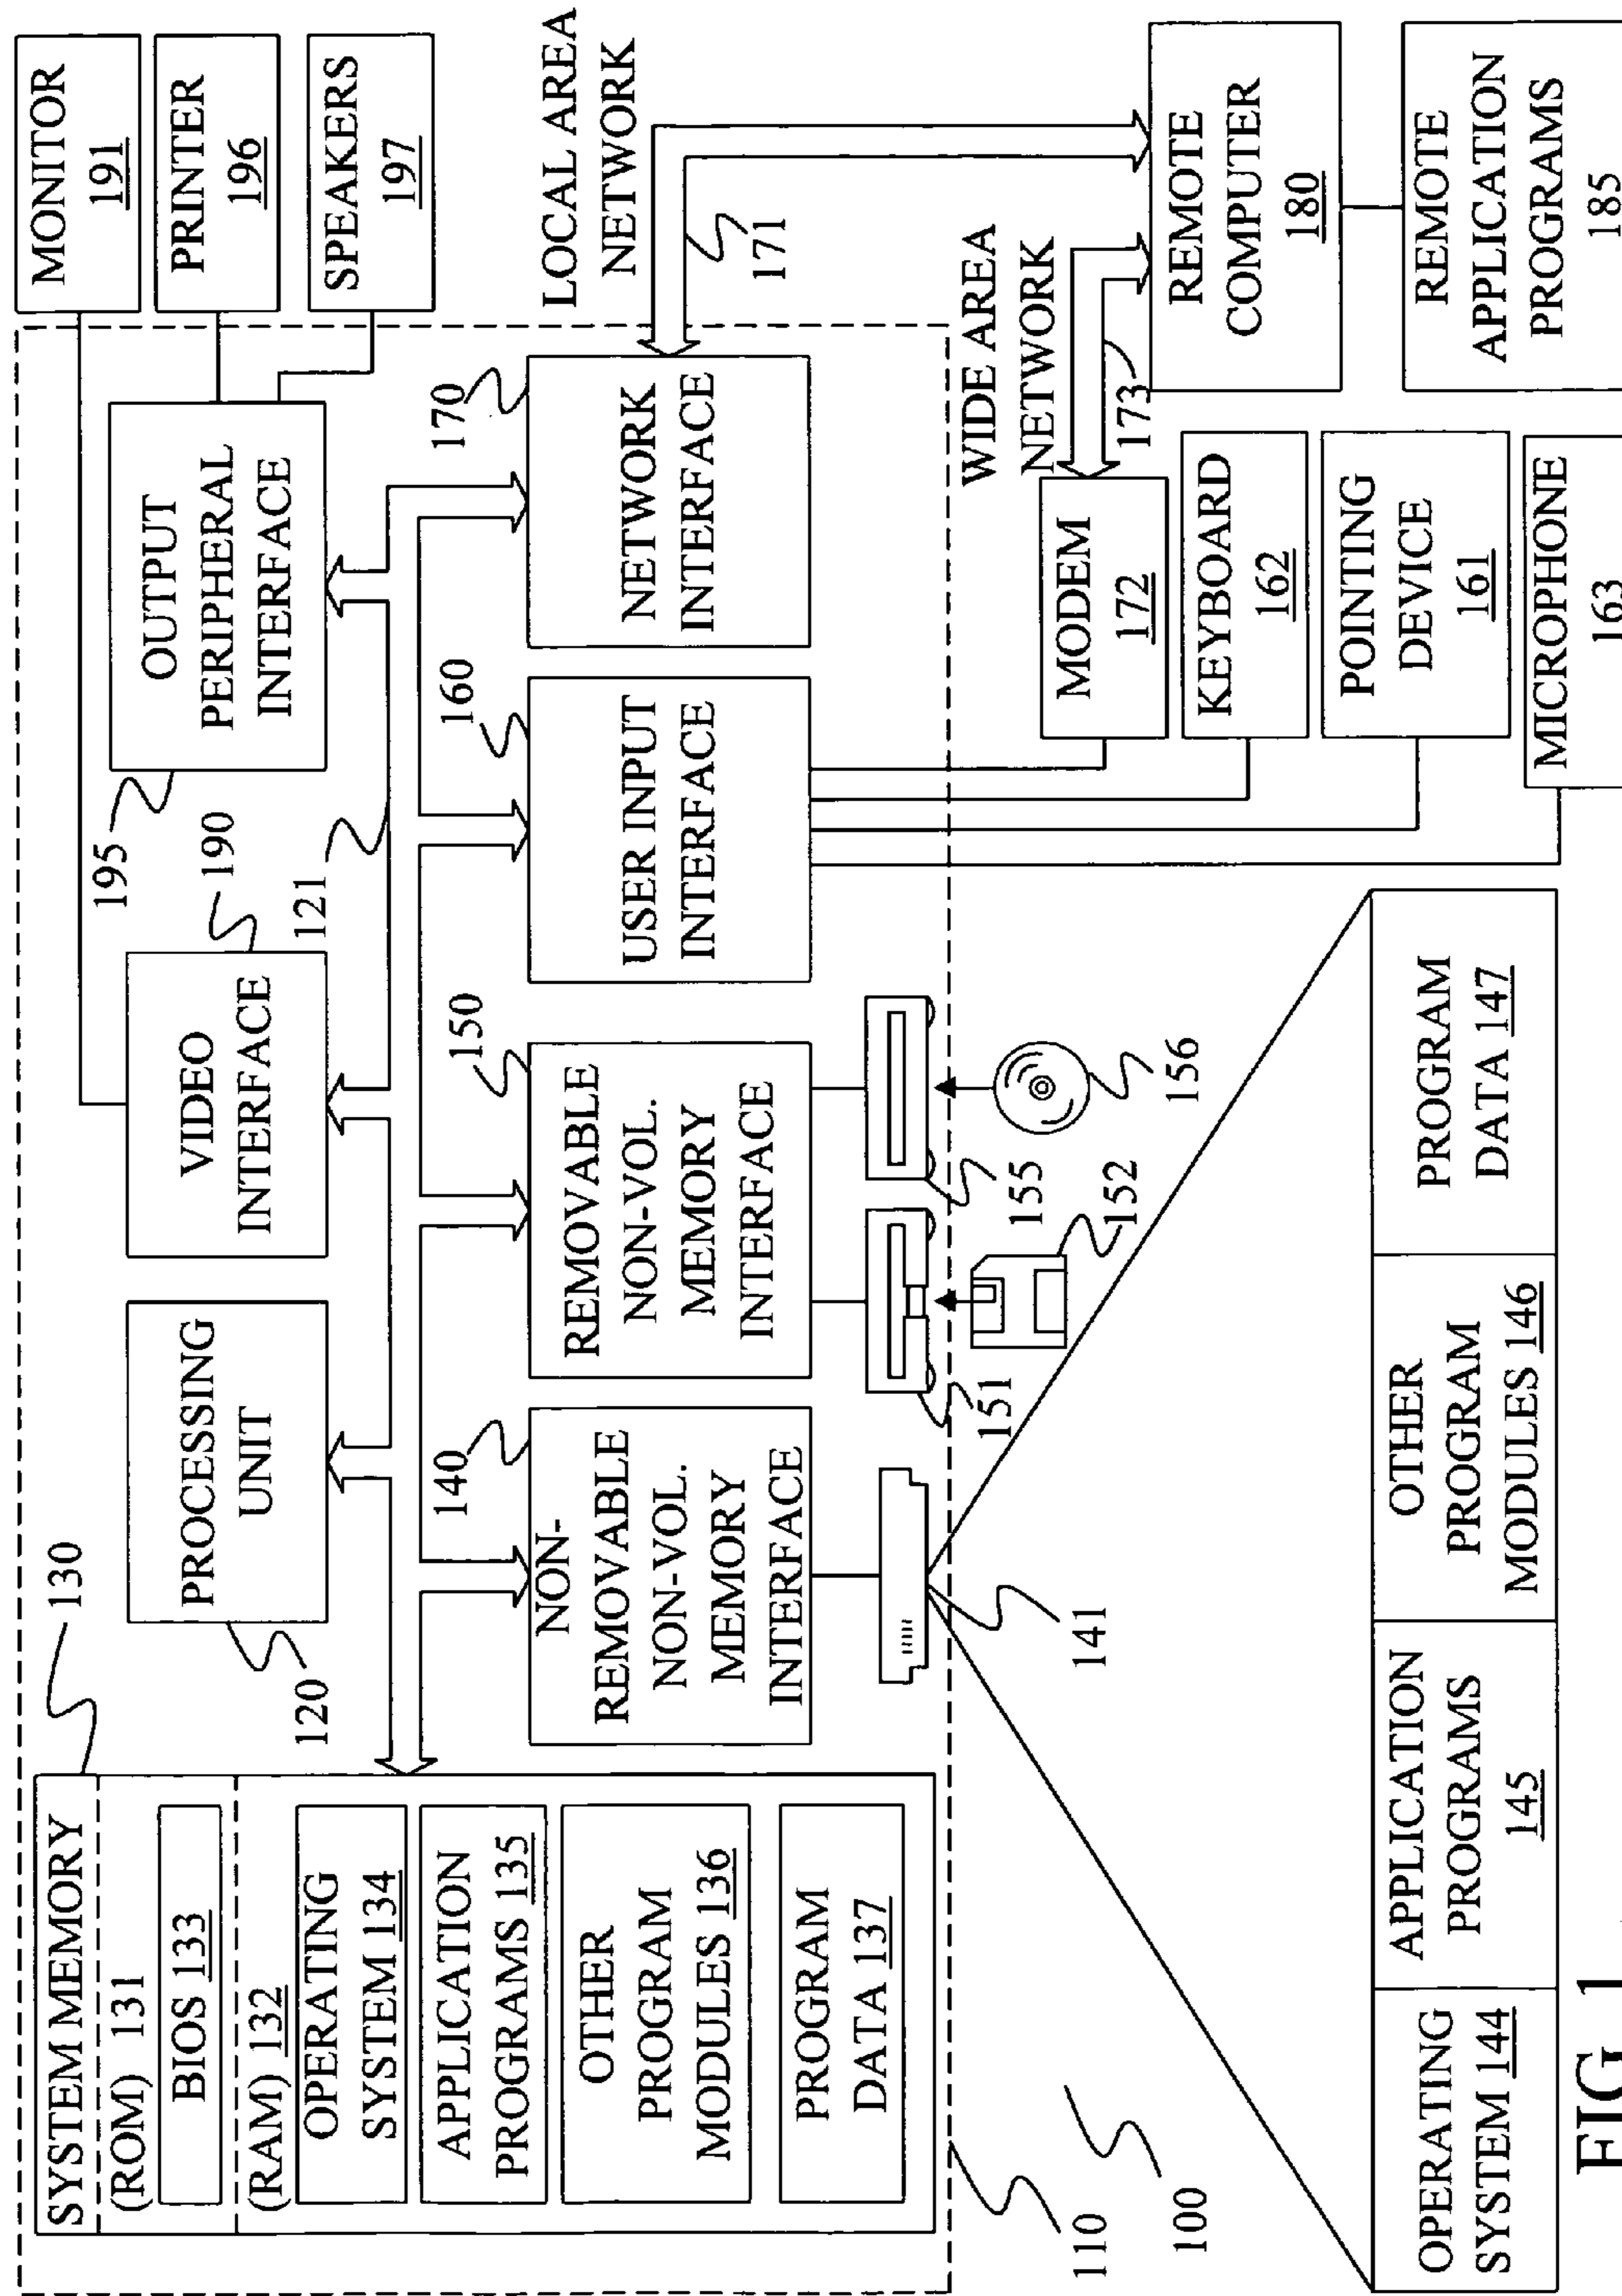 SYSTEM MEMORY
(ROM) 131
BIOS 133
(RAM) 132
OPERATING
SYSTEM 134
APPLICATION
PROGRAMS 135
OTHER
PROGRAM
MODULES 136
PROGRAM
DATA 137
130
PROCESSING
UNIT
120
VIDEO
INTERFACE
190
121
OUTPUT
PERIPHERAL
INTERFACE
195
MONITOR
191
PRINTER
196
SPEAKERS
197
NON-
REMOVABLE
NON-VOL.
MEMORY
INTERFACE
140
REMOVABLE
NON-VOL.
MEMORY
INTERFACE
150
USER INPUT
INTERFACE
160
NETWORK
INTERFACE
170
LOCAL AREA
NETWORK
171
141
151
152
155
156
WIDE AREA
NETWORK
173
MODEM
172
KEYBOARD
162
POINTING
DEVICE
161
MICROPHONE
163
REMOTE
COMPUTER
180
REMOTE
APPLICATION
PROGRAMS
185
110
100
OPERATING
SYSTEM 144
APPLICATION
PROGRAMS
145
OTHER
PROGRAM
MODULES 146
PROGRAM
DATA 147
FIG. 1